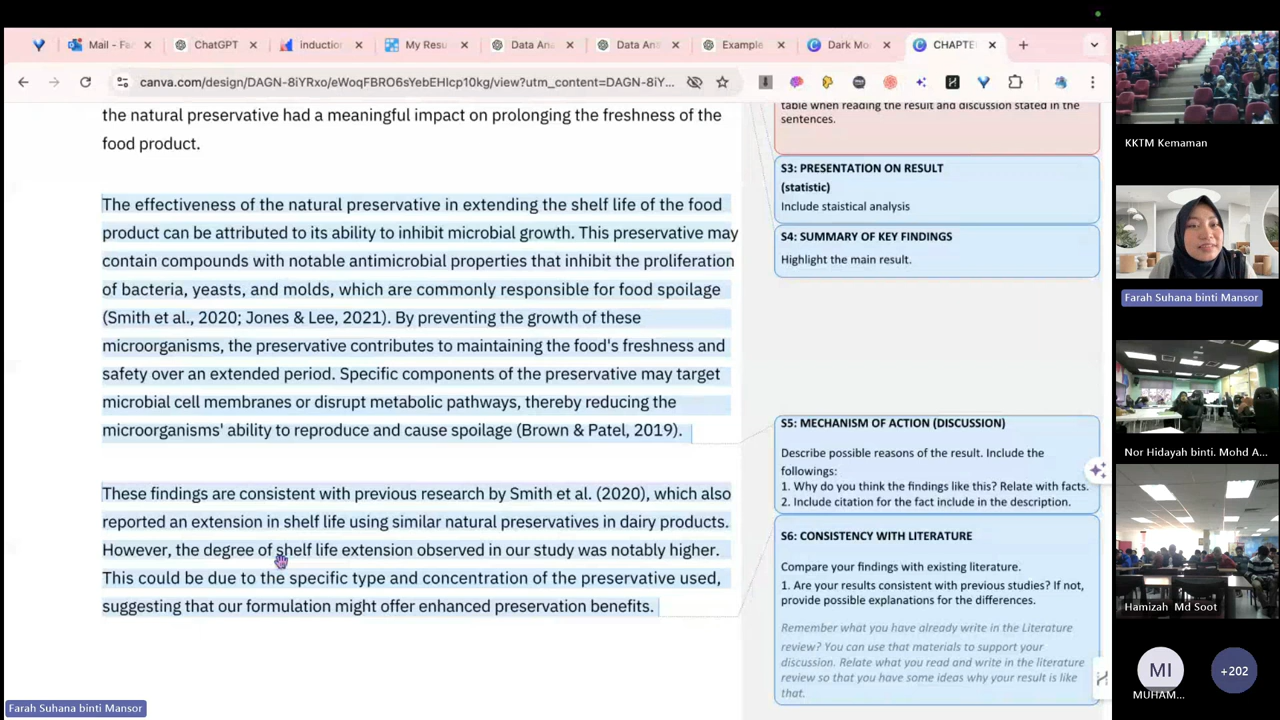 Mail - Fa
ChatGPT
Induction
My Resu
Data Ana
Data Ana
Example
Dark Mo
CHAPTE
canva.com/design/DAGN-8iYRxo/eWoqFBRO6sYebEHIcp10kg/view?utm_content=DAGN-8iY...
the natural preservative had a meaningful impact on prolonging the freshness of the
food product.
The effectiveness of the natural preservative in extending the shelf life of the food
product can be attributed to its ability to inhibit microbial growth. This preservative may
contain compounds with notable antimicrobial properties that inhibit the proliferation
of bacteria, yeasts, and molds, which are commonly responsible for food spoilage
(Smith et al., 2020; Jones & Lee, 2021). By preventing the growth of these
microorganisms, the preservative contributes to maintaining the food's freshness and
safety over an extended period. Specific components of the preservative may target
microbial cell membranes or disrupt metabolic pathways, thereby reducing the
microorganisms' ability to reproduce and cause spoilage (Brown & Patel, 2019).
These findings are consistent with previous research by Smith et al. (2020), which also
reported an extension in shelf life using similar natural preservatives in dairy products.
However, the degree of shelf life extension observed in our study was notably higher.
This could be due to the specific type and concentration of the preservative used,
suggesting that our formulation might offer enhanced preservation benefits.
table when reading the result and discussion stated in the
sentences.
S3: PRESENTATION ON RESULT
(statistic)
Include staistical analysis
S4: SUMMARY OF KEY FINDINGS
Highlight the main result.
S5: MECHANISM OF ACTION (DISCUSSION)
Describe possible reasons of the result. Include the
followings:
1. Why do you think the findings like this? Relate with facts.
2. Include citation for the fact include in the description.
S6: CONSISTENCY WITH LITERATURE
Compare your findings with existing literature.
1. Are your results consistent with previous studies? If not,
provide possible explanations for the differences.
Remember what you have already write in the Literature
review? You can use that materials to support your
discussion. Relate what you read and write in the literature
review so that you have some ideas why your result is like
that.
Farah Suhana binti Mansor
KKTM Kemaman
Farah Suhana binti Mansor
Nor Hidayah binti. Mohd A...
Hamizah Md Soot
MI
MUHAM...
+202